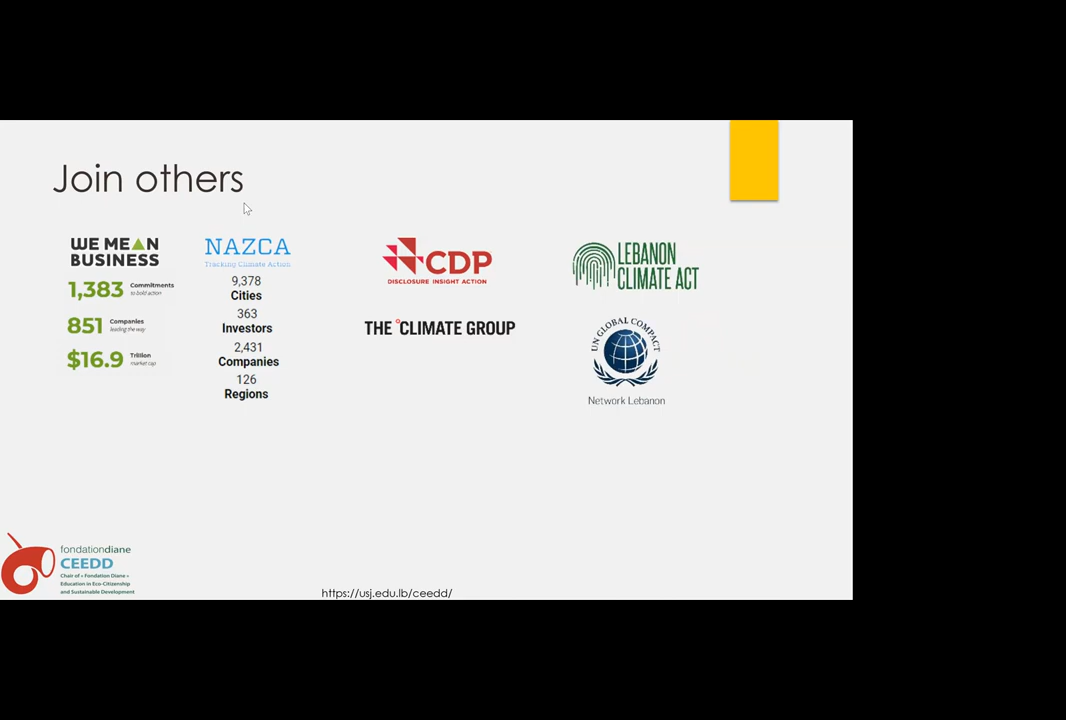 Join others
WE MEAN
BUSINESS
1,383 Commitments
to bold action
851 Companies
leading the way
$16.9 Trillion
market cap
NAZCA
Tracking Climate Action
9,378
Cities
363
Investors
2,431
Companies
126
Regions
CDP
DISCLOSURE INSIGHT ACTION
THE °CLIMATE GROUP
LEBANON
CLIMATE ACT
UN GLOBAL COMPACT
Network Lebanon
fondationdiane
CEEDD
Chair of « Fondation Diane »
Education in Eco-Citizenship
and Sustainable Development
https://usj.edu.lb/ceedd/